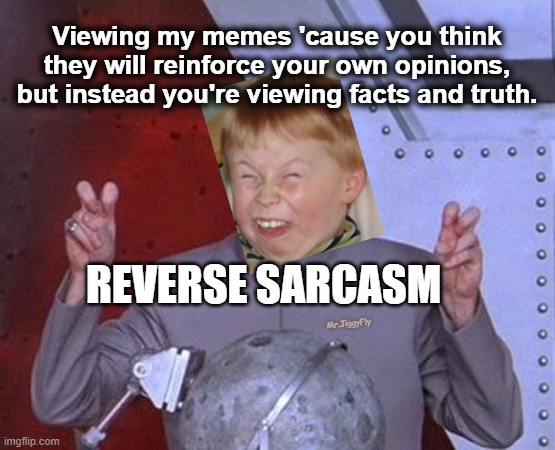 Viewing my memes 'cause you think
they will reinforce your own opinions,
but instead you're viewing facts and truth.
REVERSE SARCASM
Mr.JiggyFly
imgflip.com